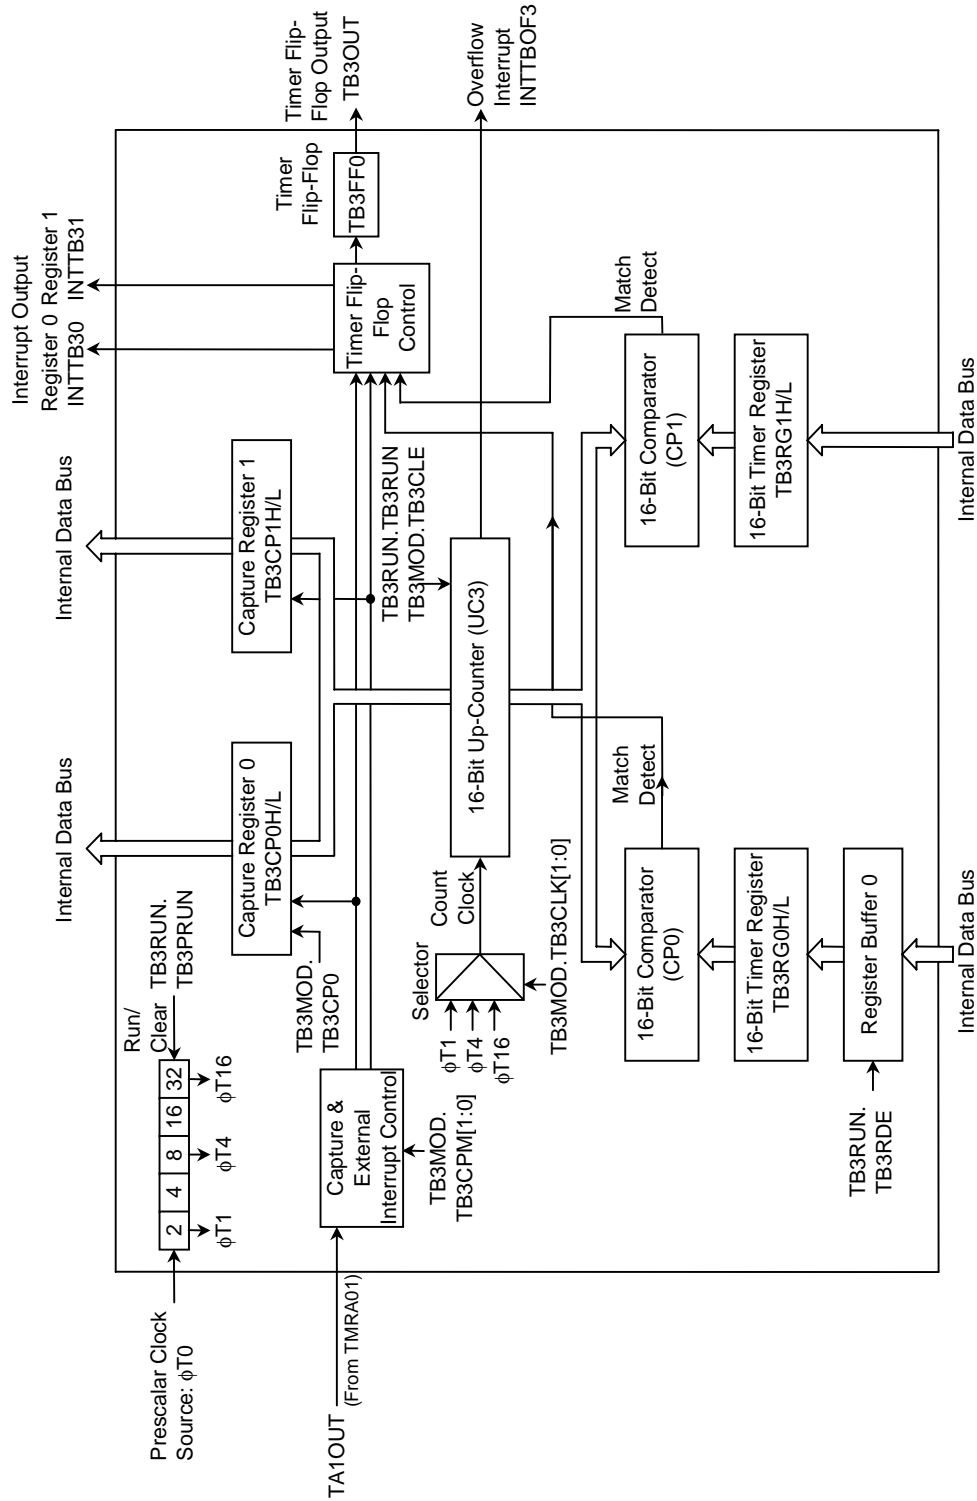 Prescalar Clock
Source: ϕT0
2
4
8
16
32
Run/
Clear
TB3RUN.
TB3PRUN
ϕT1
ϕT4
ϕT16
Internal Data Bus
Internal Data Bus
Interrupt Output
Register 0 Register 1
INTTB30 INTTB31
Capture Register 0
TB3CP0H/L
Capture Register 1
TB3CP1H/L
TB3MOD.
TB3CP0
TA1OUT
(From TMRA01)
Capture &
External
Interrupt Control
TB3MOD.
TB3CPM[1:0]
TB3RUN.TB3RUN
TB3MOD.TB3CLE
Timer Flip-
Flop
Control
Timer
Flip-Flop
TB3FF0
Timer Flip-
Flop Output
TB3OUT
Selector
ϕT1
ϕT4
ϕT16
TB3MOD.TB3CLK[1:0]
Count
Clock
16-Bit Up-Counter (UC3)
Overflow
Interrupt
INTTBOF3
Match
Detect
Match
Detect
16-Bit Comparator
(CP0)
16-Bit Comparator
(CP1)
16-Bit Timer Register
TB3RG0H/L
16-Bit Timer Register
TB3RG1H/L
Register Buffer 0
TB3RUN.
TB3RDE
Internal Data Bus
Internal Data Bus